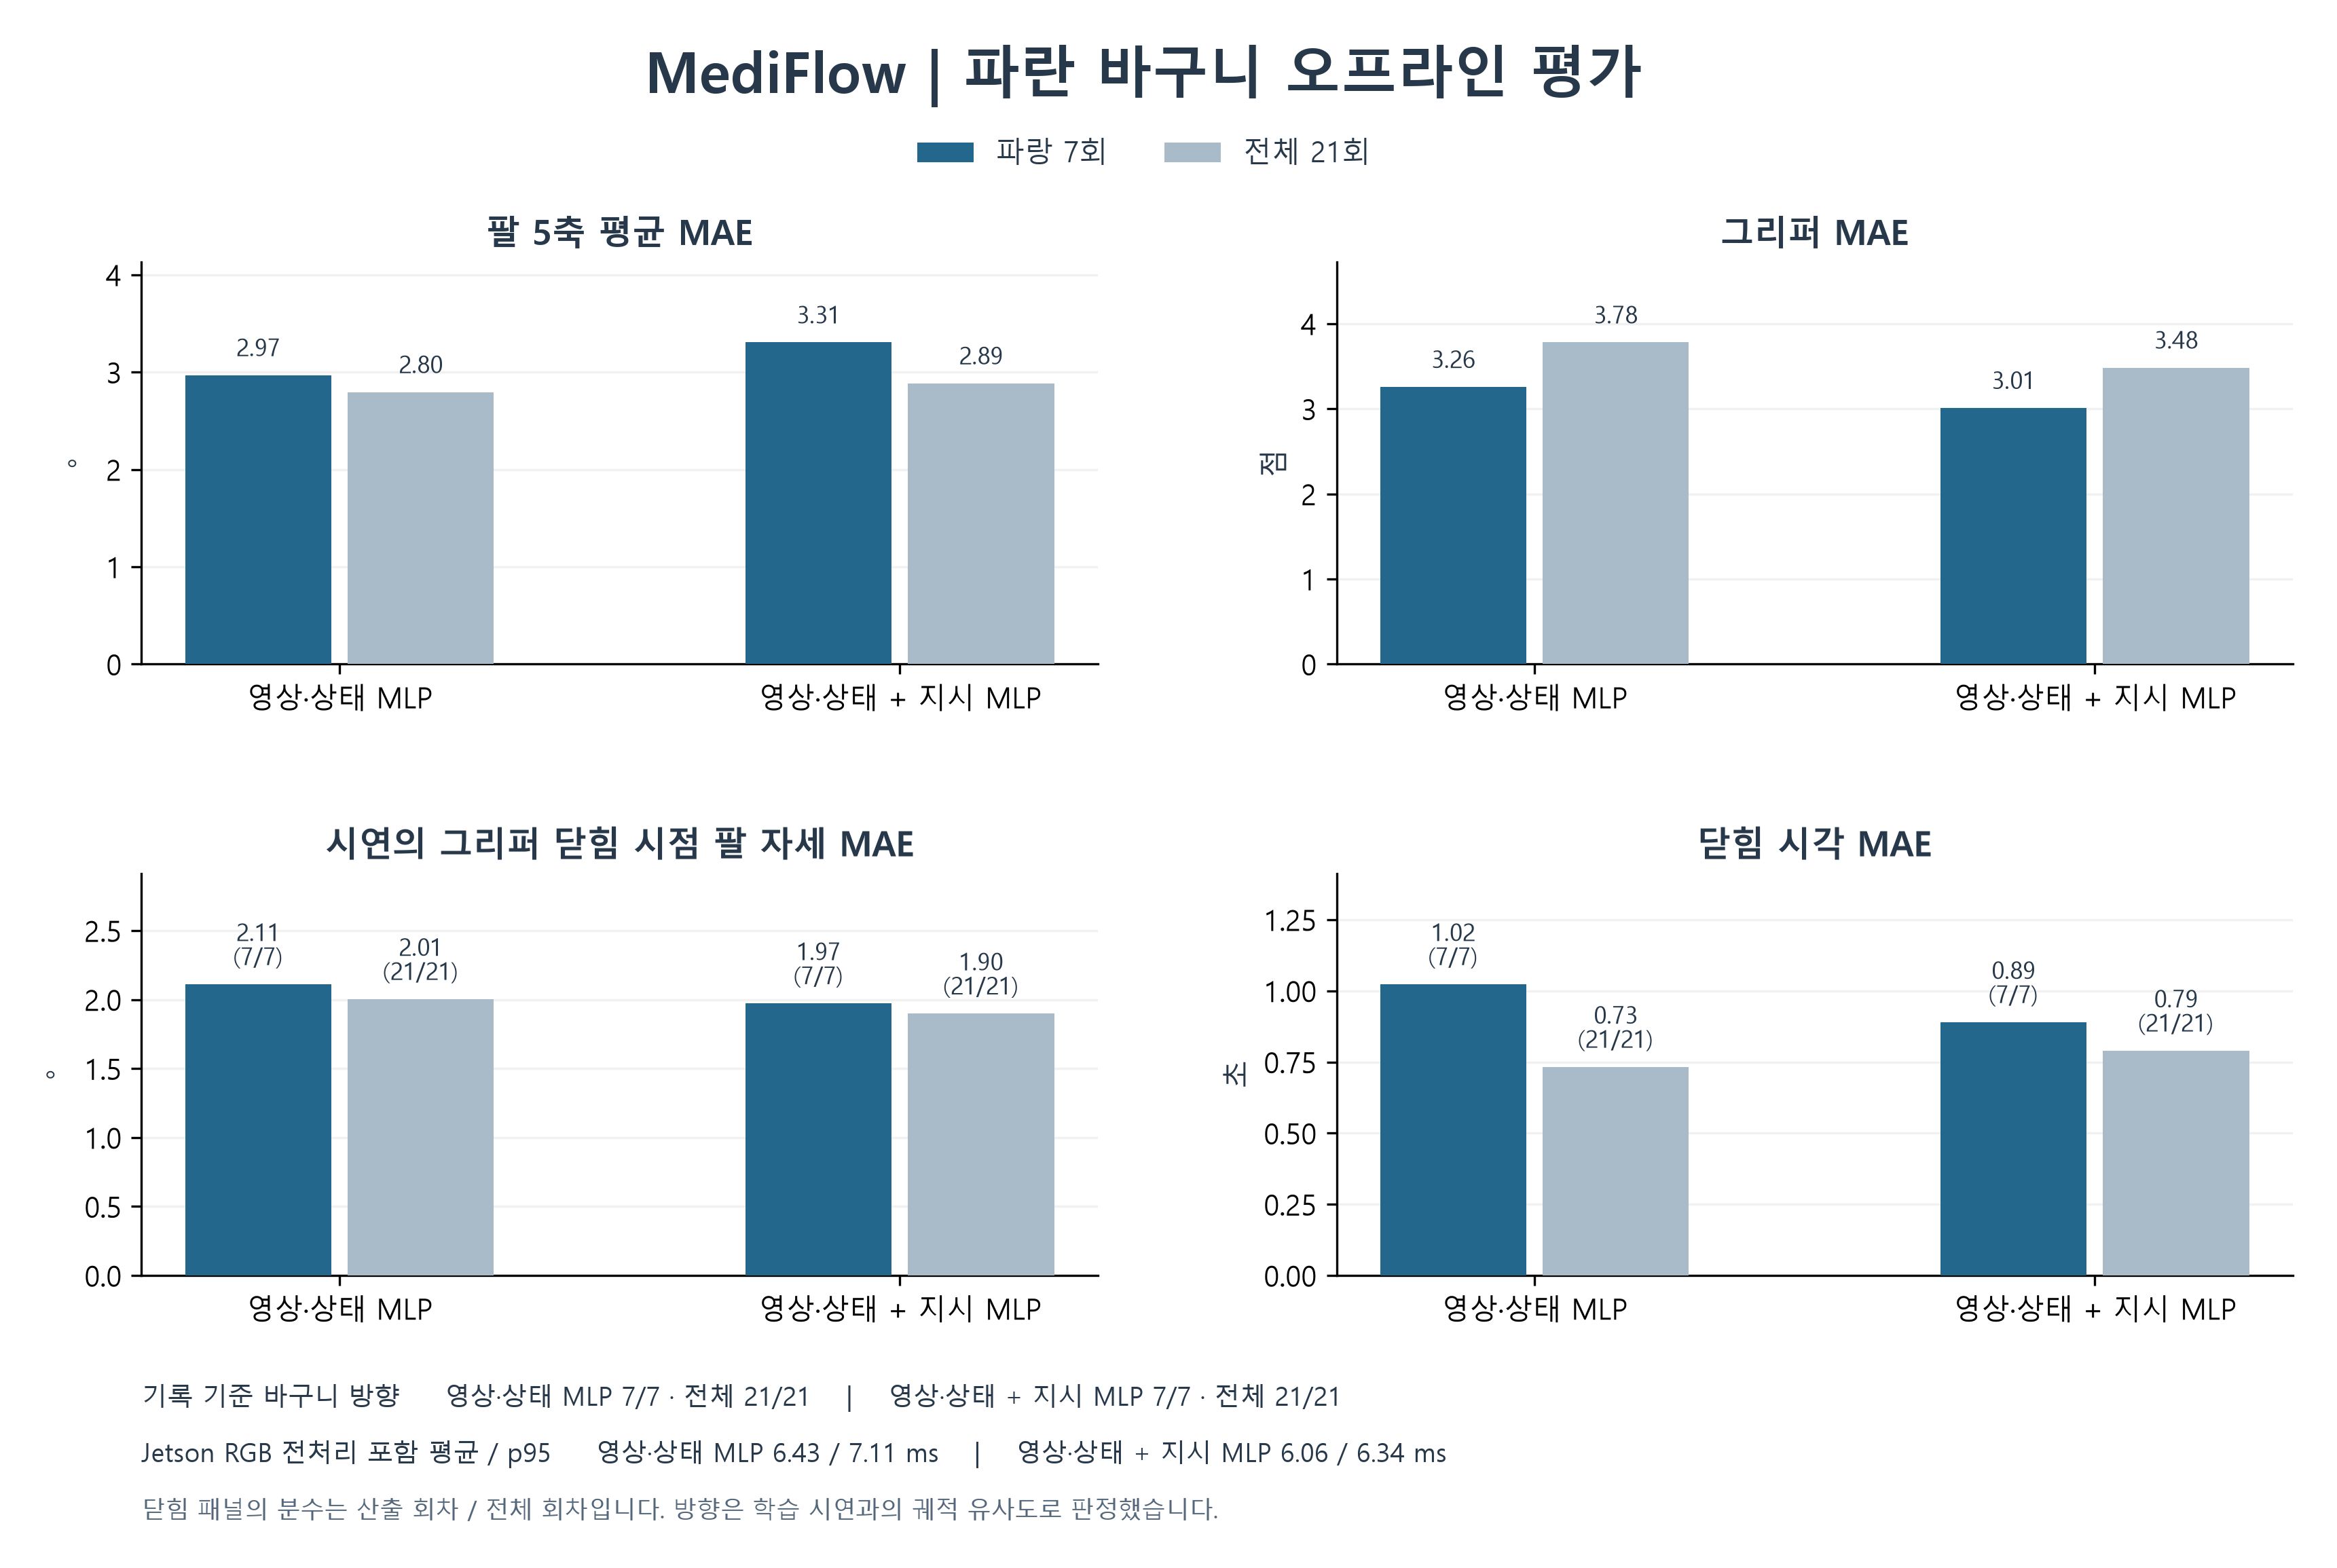 MediFlow | 파란 바구니 오프라인 평가
파랑 7회 전체 21회
팔 5축 평균 MAE
°
4
3
2
1
0
2.97
2.80
3.31
2.89
영상·상태 MLP
영상·상태 + 지시 MLP
그리퍼 MAE
점
4
3
2
1
0
3.26
3.78
3.01
3.48
영상·상태 MLP
영상·상태 + 지시 MLP
시연의 그리퍼 닫힘 시점 팔 자세 MAE
°
2.5
2.0
1.5
1.0
0.5
0.0
2.11
(7/7)
2.01
(21/21)
1.97
(7/7)
1.90
(21/21)
영상·상태 MLP
영상·상태 + 지시 MLP
닫힘 시각 MAE
초
1.25
1.00
0.75
0.50
0.25
0.00
1.02
(7/7)
0.73
(21/21)
0.89
(7/7)
0.79
(21/21)
영상·상태 MLP
영상·상태 + 지시 MLP
기록 기준 바구니 방향 영상·상태 MLP 7/7 · 전체 21/21 | 영상·상태 + 지시 MLP 7/7 · 전체 21/21
Jetson RGB 전처리 포함 평균 / p95 영상·상태 MLP 6.43 / 7.11 ms | 영상·상태 + 지시 MLP 6.06 / 6.34 ms
닫힘 패널의 분수는 산출 회차 / 전체 회차입니다. 방향은 학습 시연과의 궤적 유사도로 판정했습니다.